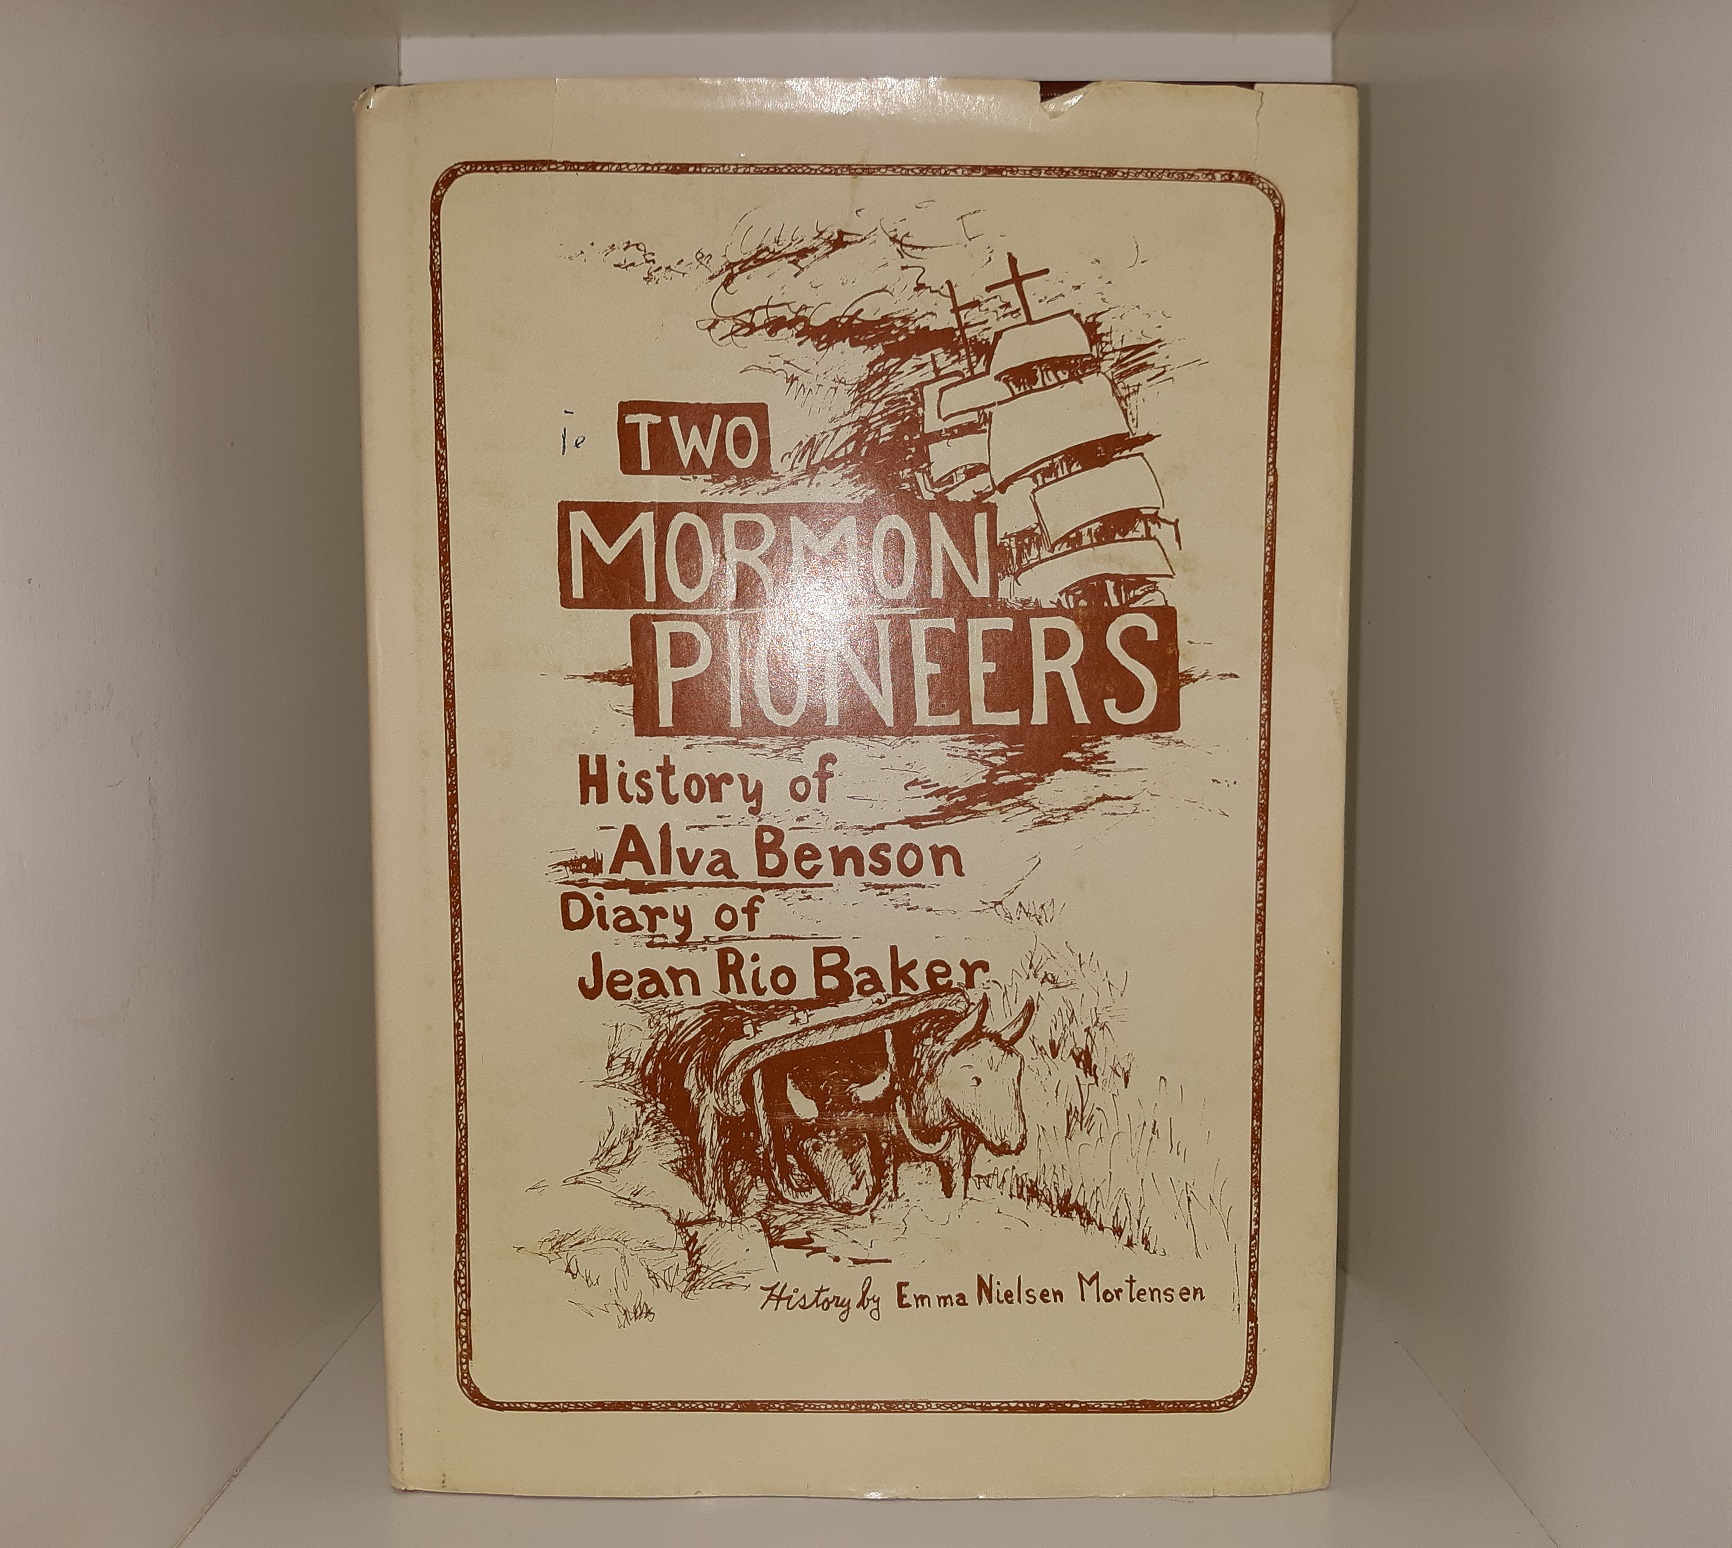 TWO
MORMON
PIONEERS
History of
Alva Benson
Diary of
Jean Rio Baker
History by Emma Nielsen Mortensen